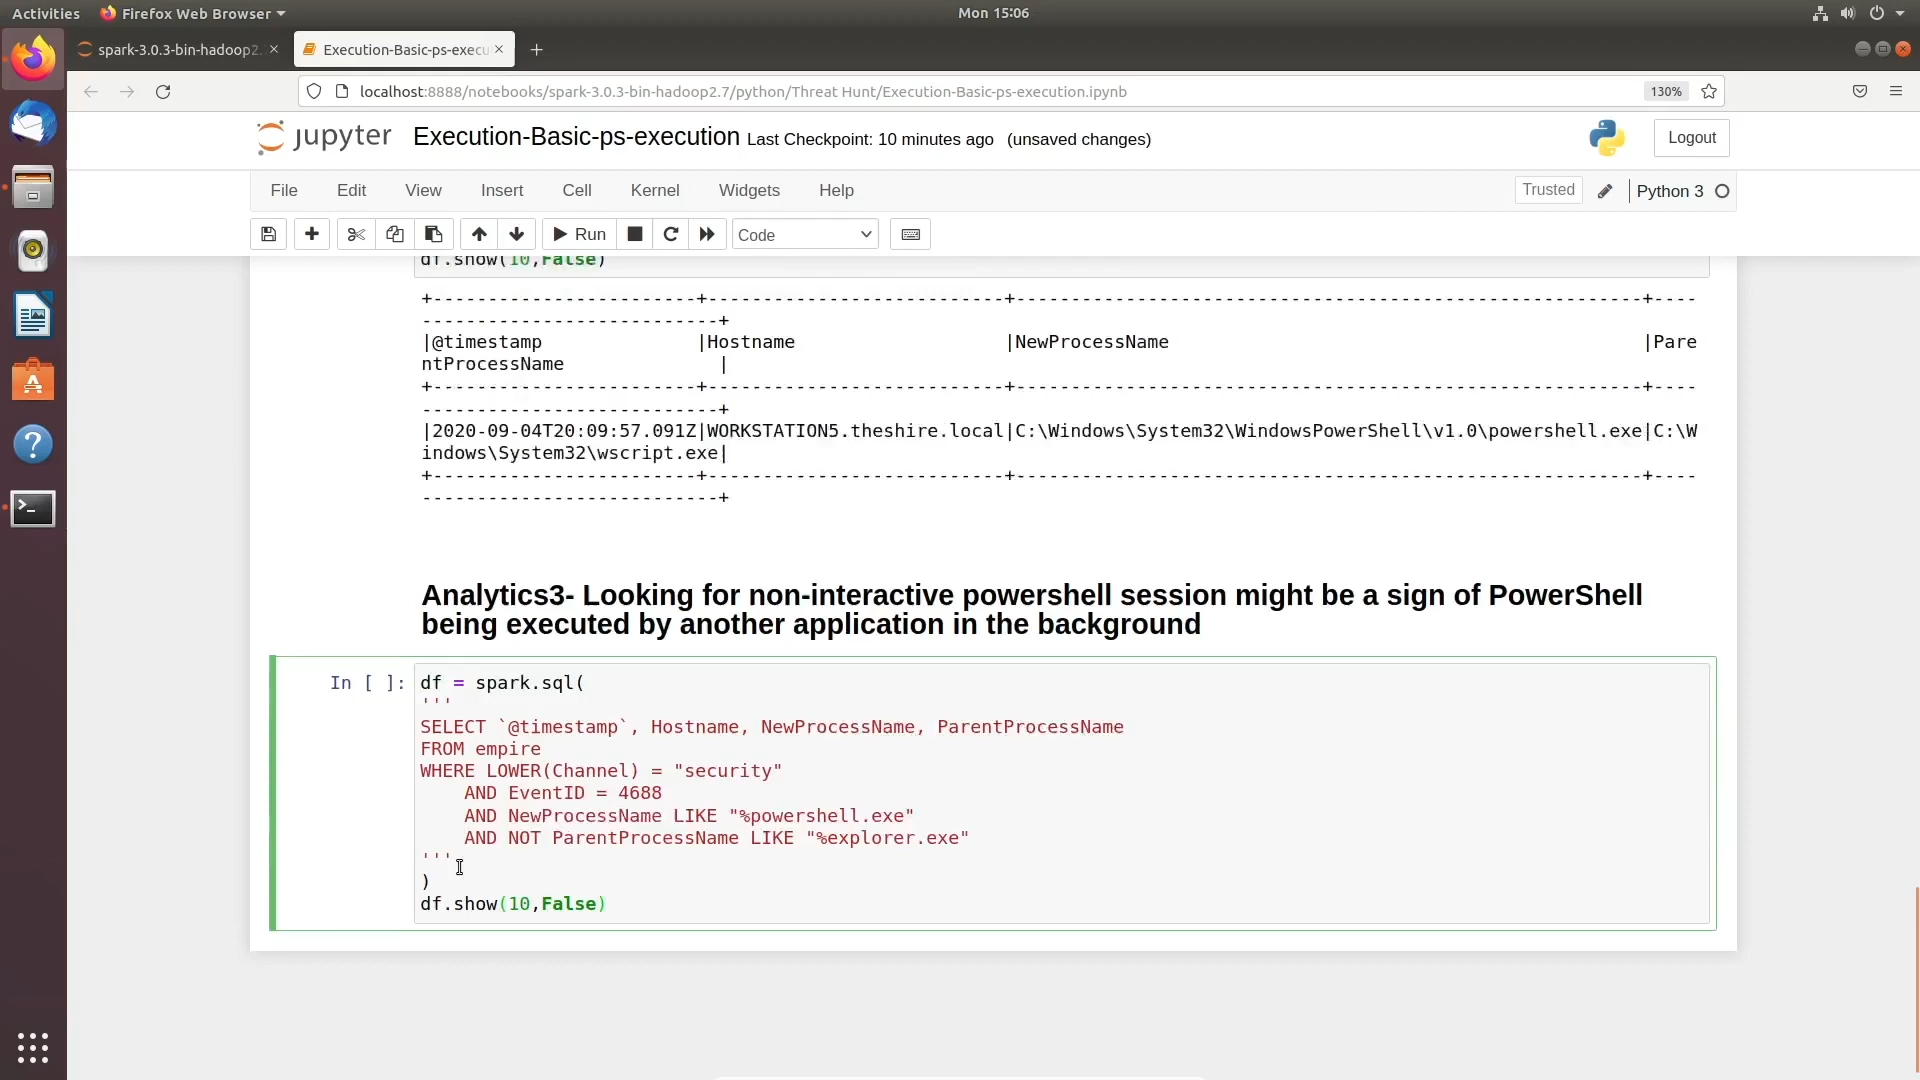 Activities
Firefox Web Browser
Mon 15:06
spark-3.0.3-bin-hadoop2.
Execution-Basic-ps-execu
localhost:8888/notebooks/spark-3.0.3-bin-hadoop2.7/python/Threat Hunt/Execution-Basic-ps-execution.ipynb
130%
jupyter
Execution-Basic-ps-execution Last Checkpoint: 10 minutes ago (unsaved changes)
Logout
File Edit View Insert Cell Kernel Widgets Help
Trusted
Python 3
Run
Code
df.show(10,False)
+------------------------+---------------------------+---------------------------------------------------------+----
---------------------------+
|@timestamp              |Hostname                   |NewProcessName                                           |Pare
ntProcessName              |
+------------------------+---------------------------+---------------------------------------------------------+----
---------------------------+
|2020-09-04T20:09:57.091Z|WORKSTATION5.theshire.local|C:\Windows\System32\WindowsPowerShell\v1.0\powershell.exe|C:\W
indows\System32\wscript.exe|
+------------------------+---------------------------+---------------------------------------------------------+----
---------------------------+
Analytics3- Looking for non-interactive powershell session might be a sign of PowerShell
being executed by another application in the background
In [ ]:
df = spark.sql(
'''
SELECT `@timestamp`, Hostname, NewProcessName, ParentProcessName
FROM empire
WHERE LOWER(Channel) = "security"
    AND EventID = 4688
    AND NewProcessName LIKE "%powershell.exe"
    AND NOT ParentProcessName LIKE "%explorer.exe"
'''
)
df.show(10,False)